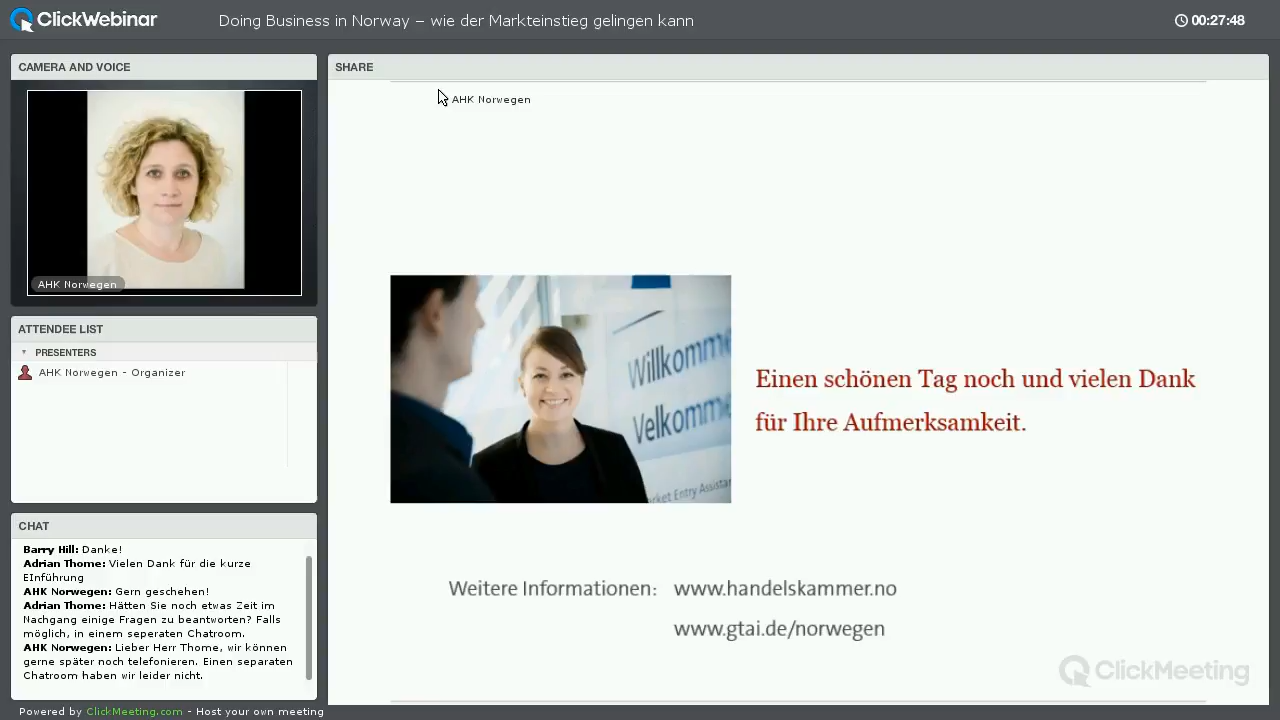 ClickWebinar
Doing Business in Norway – wie der Markteinstieg gelingen kann
00:27:48
CAMERA AND VOICE
AHK Norwegen
ATTENDEE LIST
PRESENTERS
AHK Norwegen - Organizer
CHAT
Barry Hill: Danke!
Adrian Thome: Vielen Dank für die kurze
EInführung
AHK Norwegen: Gern geschehen!
Adrian Thome: Hätten Sie noch etwas Zeit im
Nachgang einige Fragen zu beantworten? Falls
möglich, in einem seperaten Chatroom.
AHK Norwegen: Lieber Herr Thome, wir können
gerne später noch telefonieren. Einen separaten
Chatroom haben wir leider nicht.
Powered by ClickMeeting.com - Host your own meeting
SHARE
AHK Norwegen
Willkomme
Velkomme
Market Entry Assista
Einen schönen Tag noch und vielen Dank
für Ihre Aufmerksamkeit.
Weitere Informationen: www.handelskammer.no
www.gtai.de/norwegen
ClickMeeting